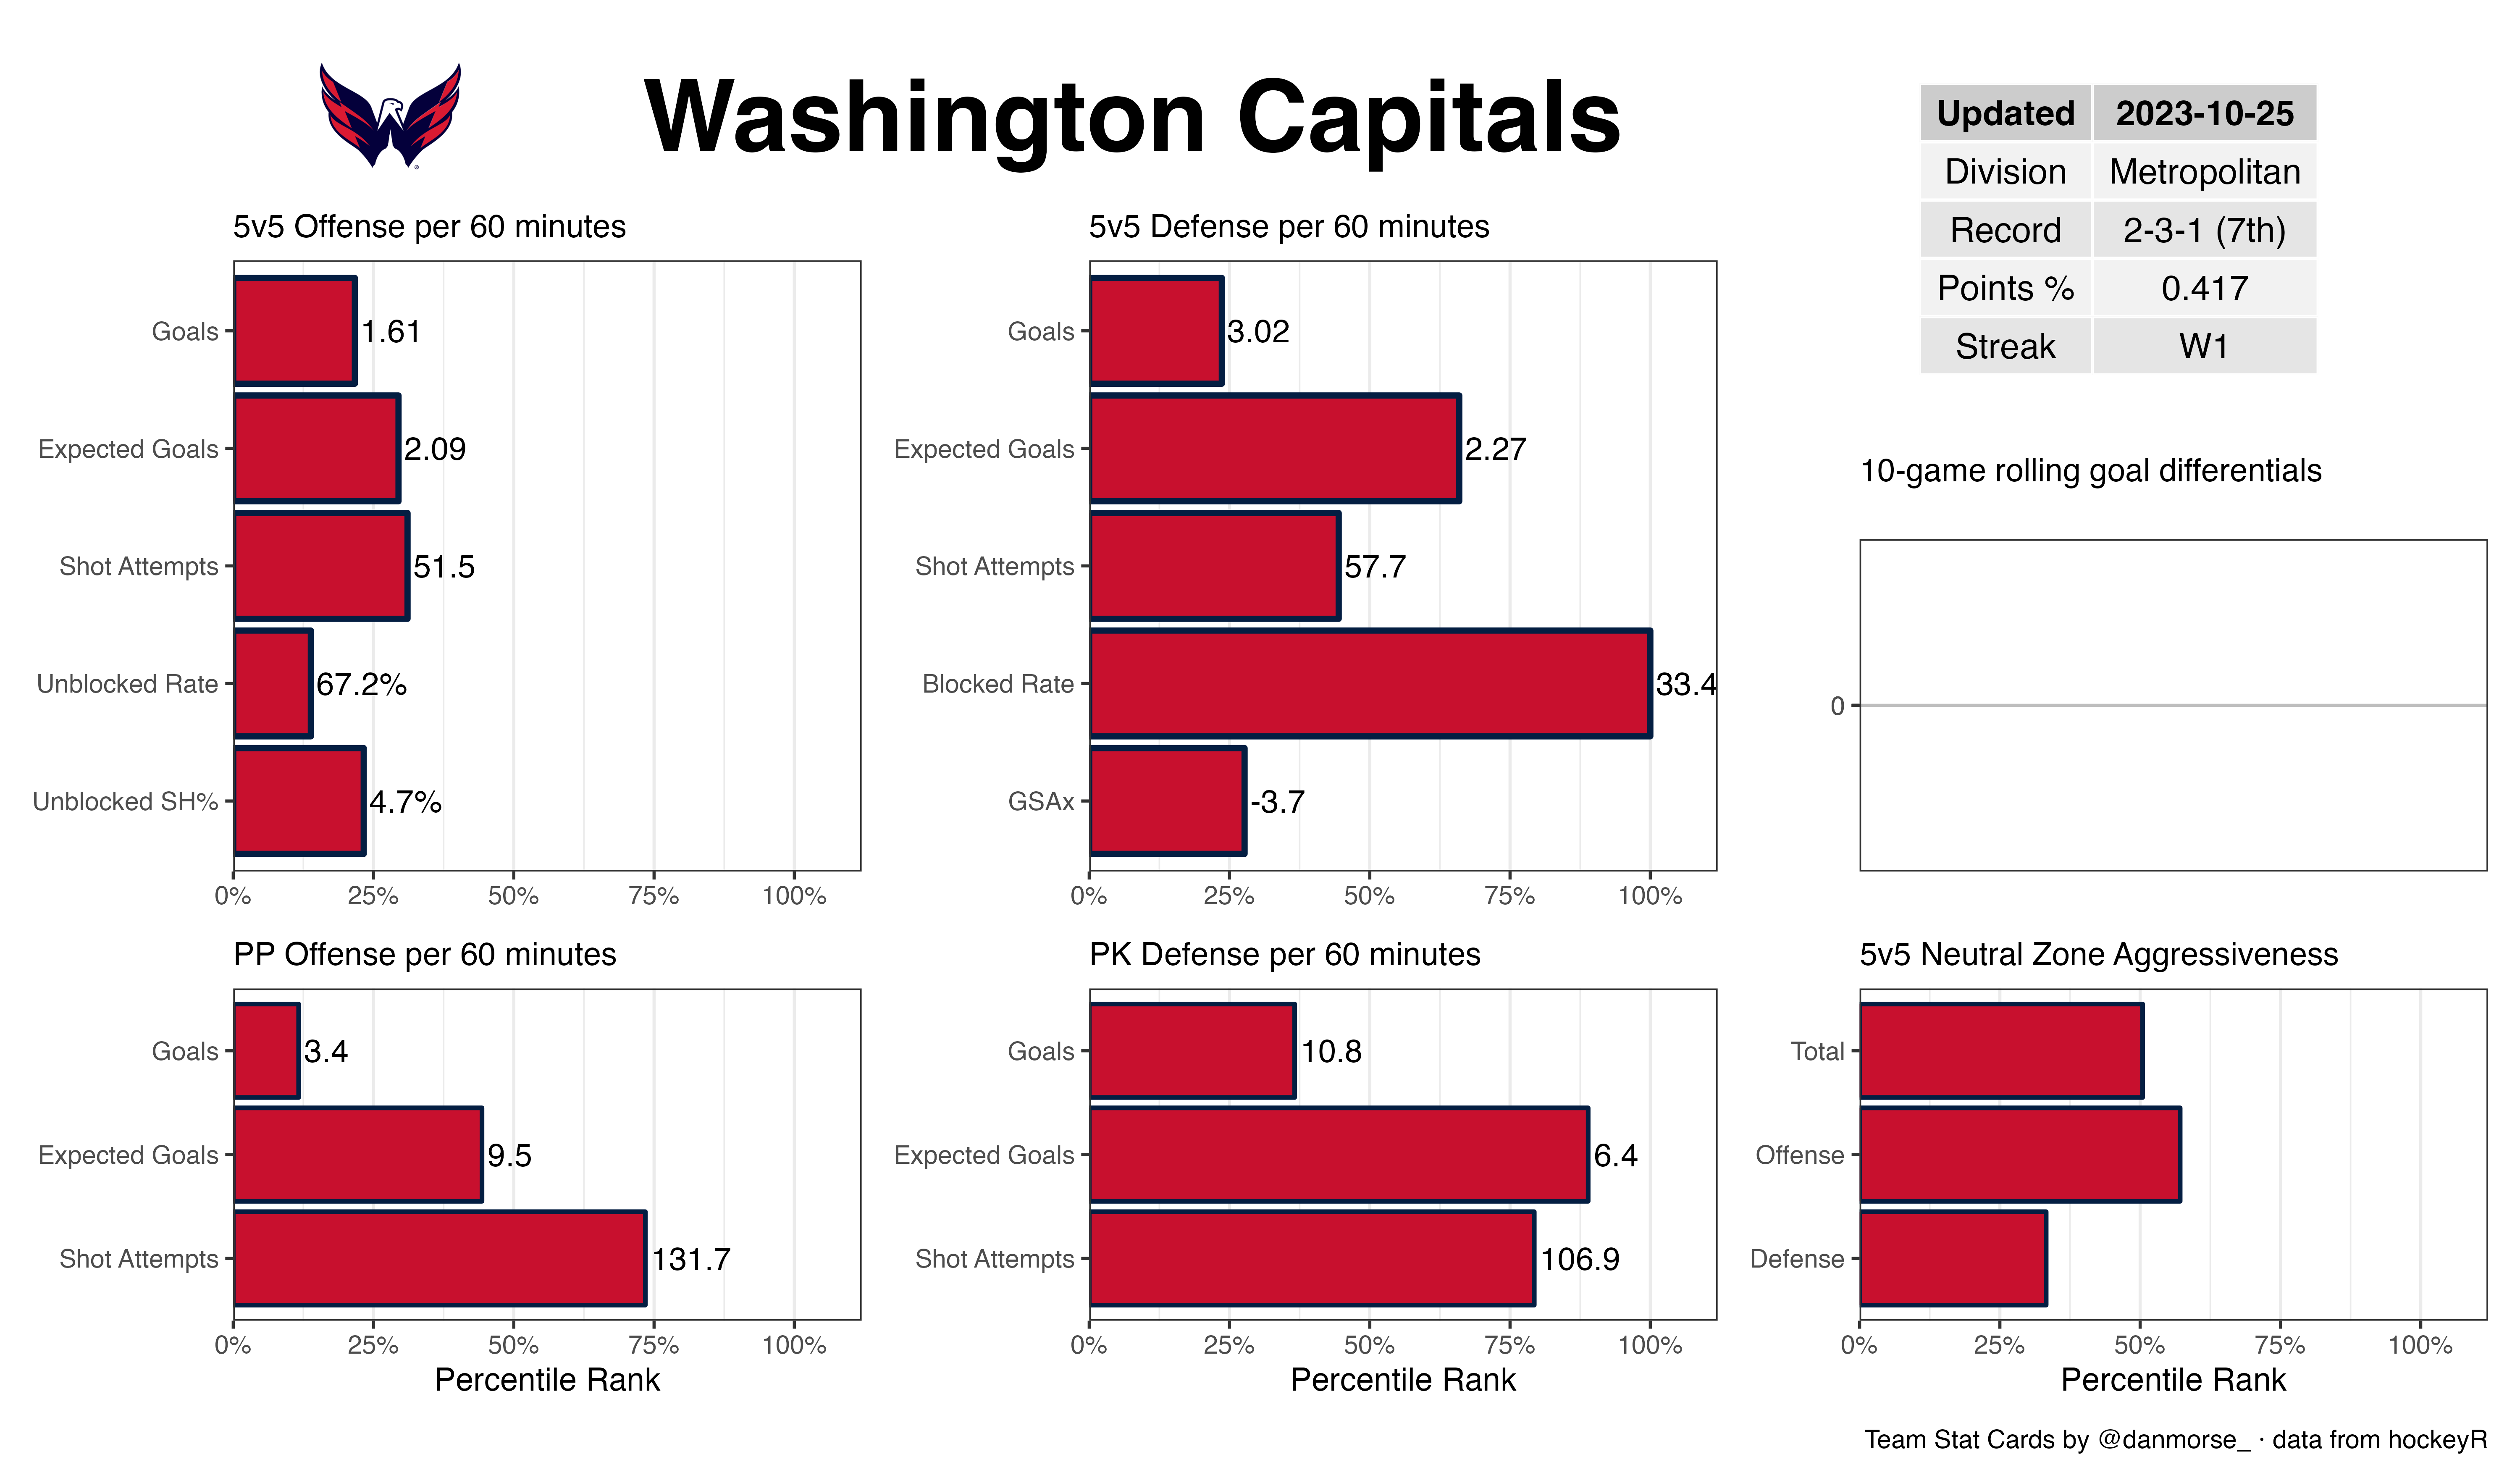 Washington Capitals
Updated 2023-10-25
Division Metropolitan
Record 2-3-1 (7th)
Points % 0.417
Streak W1
5v5 Offense per 60 minutes
Goals 1.61
Expected Goals 2.09
Shot Attempts 51.5
Unblocked Rate 67.2%
Unblocked SH% 4.7%
0% 25% 50% 75% 100%
5v5 Defense per 60 minutes
Goals 3.02
Expected Goals 2.27
Shot Attempts 57.7
Blocked Rate 33.4
GSAx -3.7
0% 25% 50% 75% 100%
10-game rolling goal differentials
0
PP Offense per 60 minutes
Goals 3.4
Expected Goals 9.5
Shot Attempts 131.7
0% 25% 50% 75% 100%
Percentile Rank
PK Defense per 60 minutes
Goals 10.8
Expected Goals 6.4
Shot Attempts 106.9
0% 25% 50% 75% 100%
Percentile Rank
5v5 Neutral Zone Aggressiveness
Total
Offense
Defense
0% 25% 50% 75% 100%
Percentile Rank
Team Stat Cards by @danmorse_ · data from hockeyR